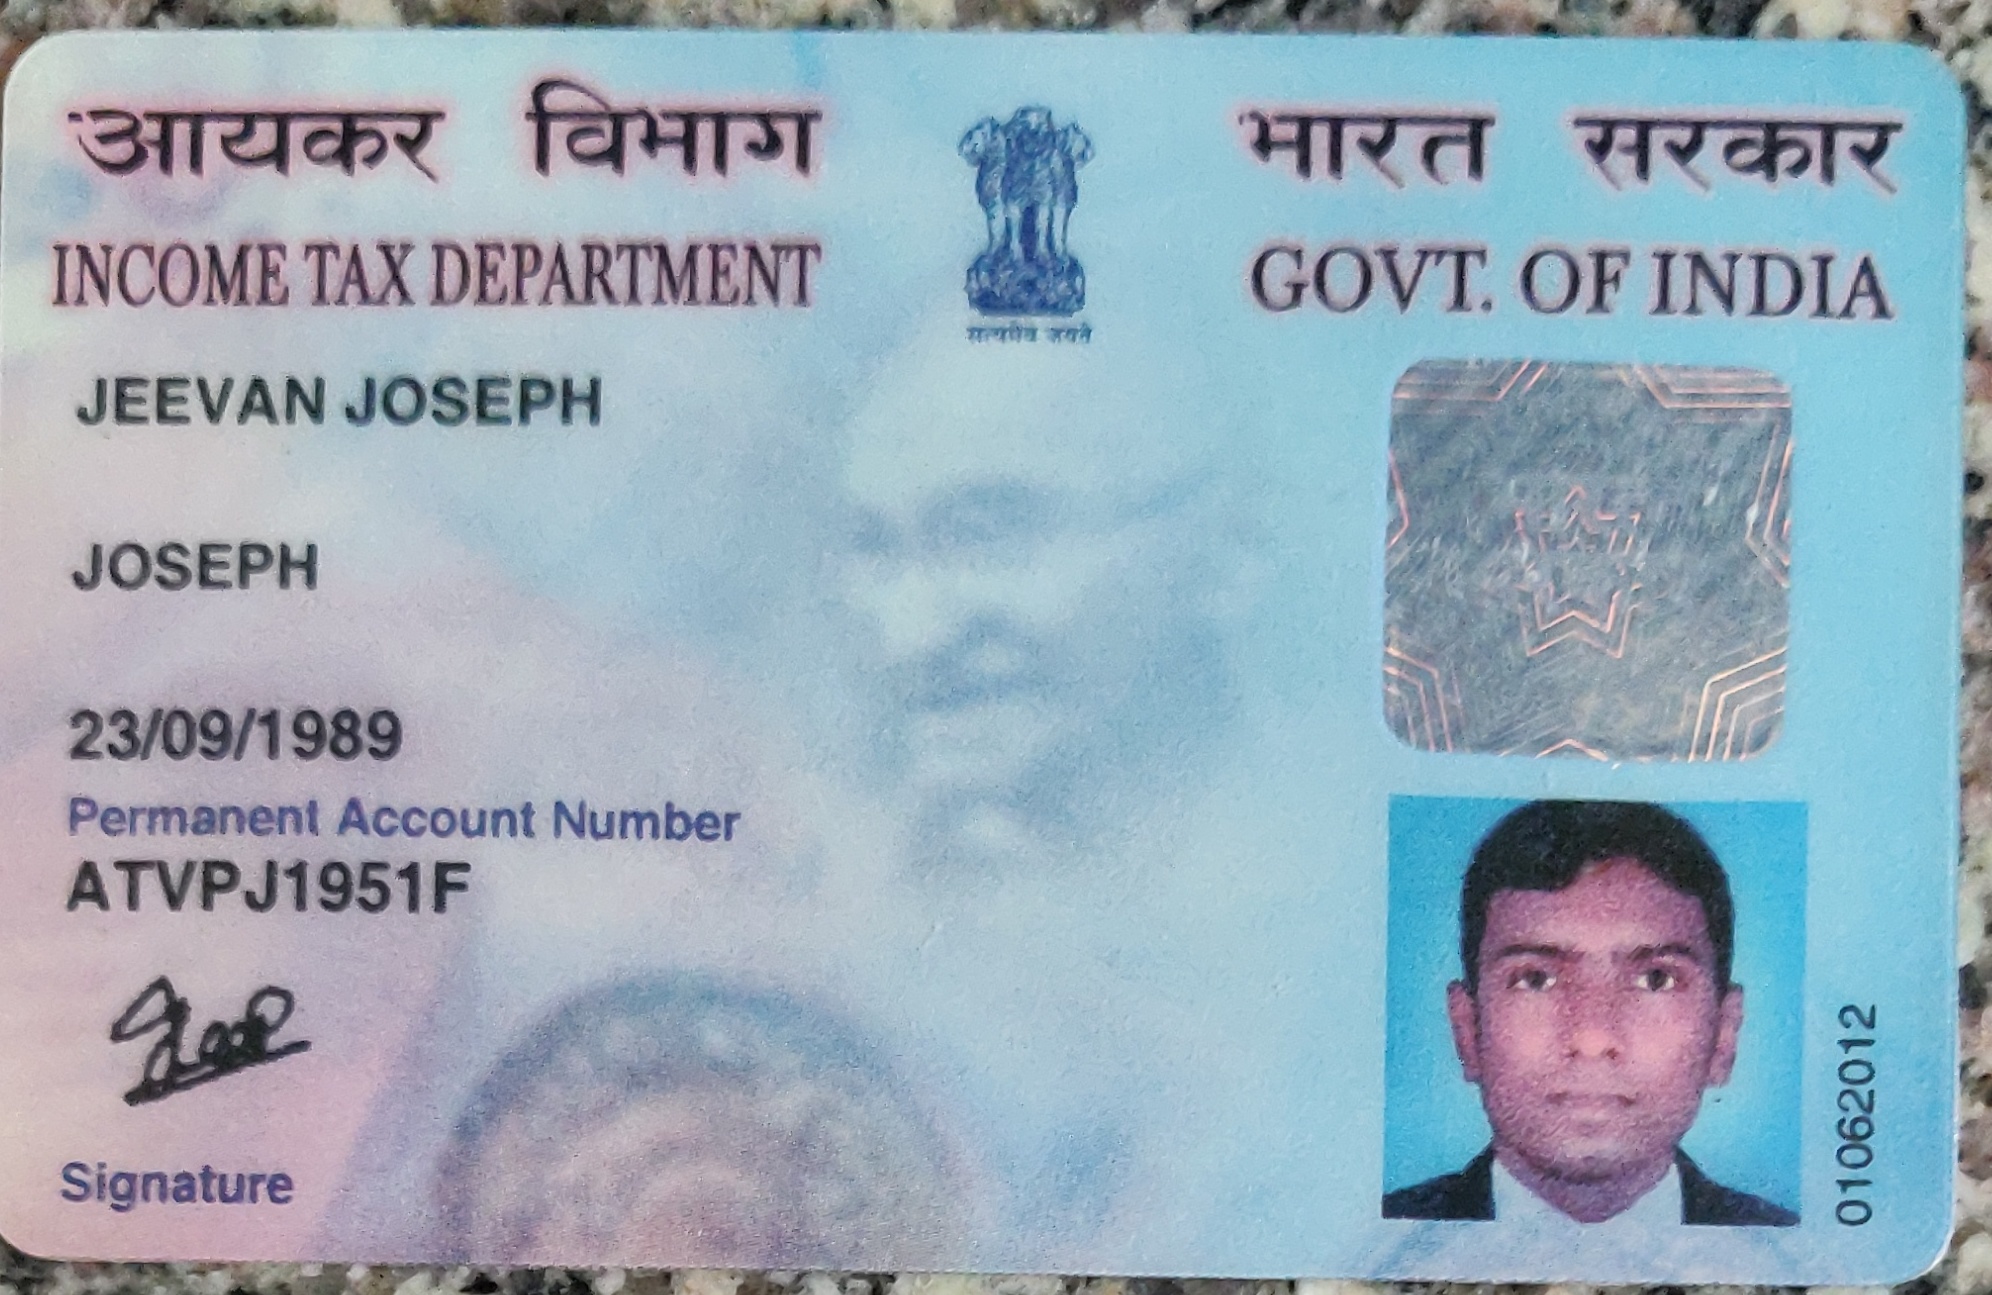 आयकर विभाग
भारत सरकार
INCOME TAX DEPARTMENT
GOVT. OF INDIA
सत्यमेव जयते
JEEVAN JOSEPH
JOSEPH
23/09/1989
Permanent Account Number
ATVPJ1951F
Signature
01062012